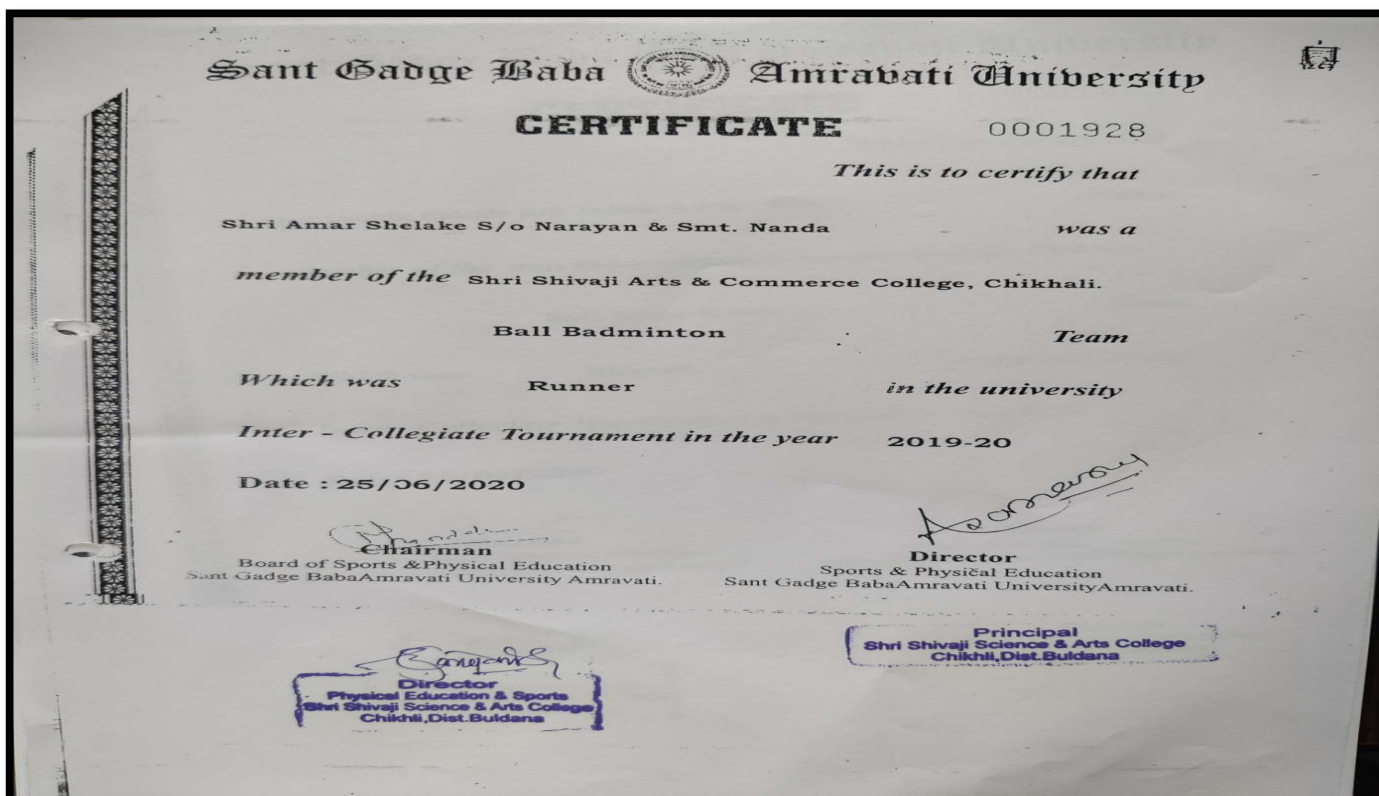 Sant Gadge Baba Amravati University
CERTIFICATE 0001928
This is to certify that
Shri Amar Shelake S/o Narayan & Smt. Nanda was a
member of the Shri Shivaji Arts & Commerce College, Chikhali.
Ball Badminton Team
Which was Runner in the university
Inter - Collegiate Tournament in the year 2019-20
Date : 25/06/2020
Chairman
Board of Sports &Physical Education
Sant Gadge BabaAmravati University Amravati.
Director
Sports & Physical Education
Sant Gadge BabaAmravati UniversityAmravati.
Principal
Shri Shivaji Science & Arts College
Chikhli,Dist.Buldana
Director
Physical Education & Sports
Shri Shivaji Science & Arts College
Chikhli,Dist.Buldana